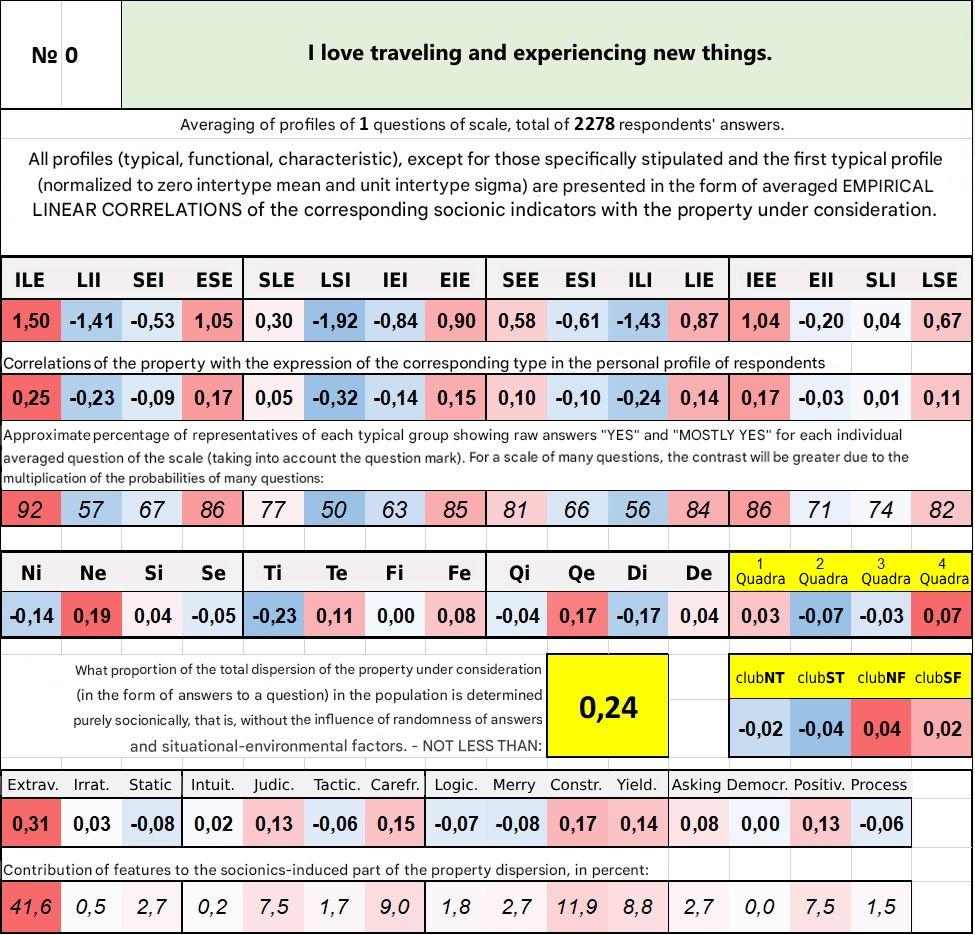 № 0 I love traveling and experiencing new things.
Averaging of profiles of 1 questions of scale, total of 2278 respondents' answers.
All profiles (typical, functional, characteristic), except for those specifically stipulated and the first typical profile
(normalized to zero intertype mean and unit intertype sigma) are presented in the form of averaged EMPIRICAL
LINEAR CORRELATIONS of the corresponding socionic indicators with the property under consideration.
ILE LII SEI ESE SLE LSI IEI EIE SEE ESI ILI LIE IEE EII SLI LSE
1,50 -1,41 -0,53 1,05 0,30 -1,92 -0,84 0,90 0,58 -0,61 -1,43 0,87 1,04 -0,20 0,04 0,67
Correlations of the property with the expression of the corresponding type in the personal profile of respondents
0,25 -0,23 -0,09 0,17 0,05 -0,32 -0,14 0,15 0,10 -0,10 -0,24 0,14 0,17 -0,03 0,01 0,11
Approximate percentage of representatives of each typical group showing raw answers "YES" and "MOSTLY YES" for each individual
averaged question of the scale (taking into account the question mark). For a scale of many questions, the contrast will be greater due to the
multiplication of the probabilities of many questions:
92 57 67 86 77 50 63 85 81 66 56 84 86 71 74 82
Ni Ne Si Se Ti Te Fi Fe Qi Qe Di De 1 Quadra 2 Quadra 3 Quadra 4 Quadra
-0,14 0,19 0,04 -0,05 -0,23 0,11 0,00 0,08 -0,04 0,17 -0,17 0,04 0,03 -0,07 -0,03 0,07
What proportion of the total dispersion of the property under consideration
(in the form of answers to a question) in the population is determined
purely socionically, that is, without the influence of randomness of answers
and situational-environmental factors. - NOT LESS THAN:
0,24
clubNT clubST clubNF clubSF
-0,02 -0,04 0,04 0,02
Extrav. Irrat. Static Intuit. Judic. Tactic. Carefr. Logic. Merry Constr. Yield. Asking Democr. Positiv. Process
0,31 0,03 -0,08 0,02 0,13 -0,06 0,15 -0,07 -0,08 0,17 0,14 0,08 0,00 0,13 -0,06
Contribution of features to the socionics-induced part of the property dispersion, in percent:
41,6 0,5 2,7 0,2 7,5 1,7 9,0 1,8 2,7 11,9 8,8 2,7 0,0 7,5 1,5